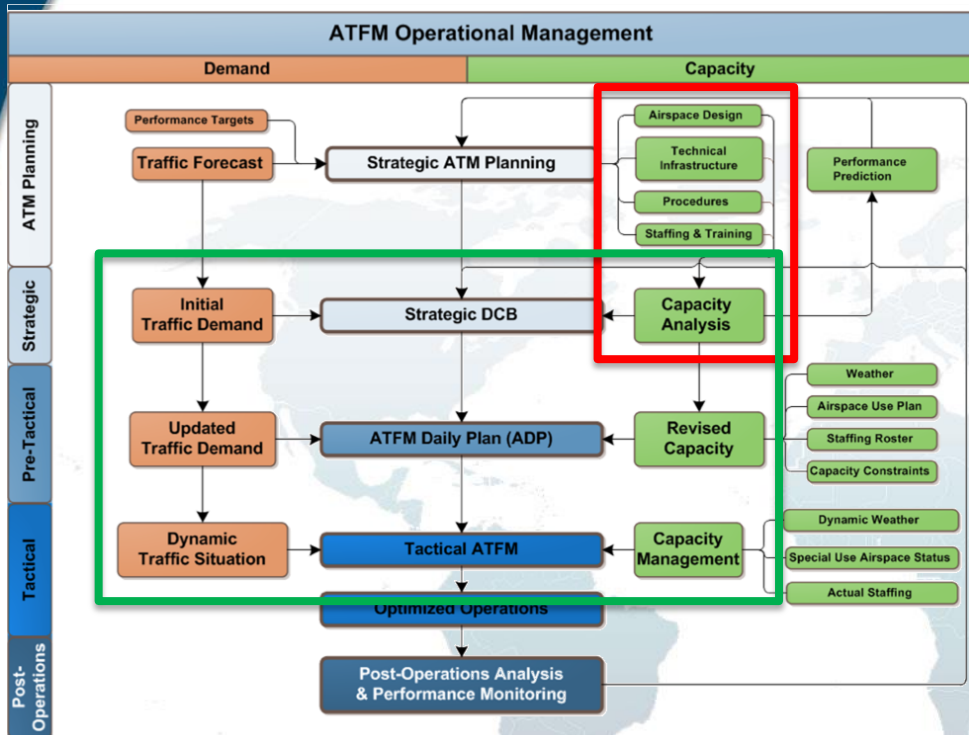 ATFM Operational Management
Demand
Capacity
ATM Planning
Performance Targets
Traffic Forecast
Strategic ATM Planning
Airspace Design
Technical
Infrastructure
Procedures
Staffing & Training
Performance
Prediction
Strategic
Initial
Traffic Demand
Strategic DCB
Capacity
Analysis
Pre-Tactical
Updated
Traffic Demand
ATFM Daily Plan (ADP)
Revised
Capacity
Weather
Airspace Use Plan
Staffing Roster
Capacity Constraints
Tactical
Dynamic
Traffic Situation
Tactical ATFM
Capacity
Management
Dynamic Weather
Special Use Airspace Status
Actual Staffing
Optimized Operations
Post-
Operations
Post-Operations Analysis
& Performance Monitoring